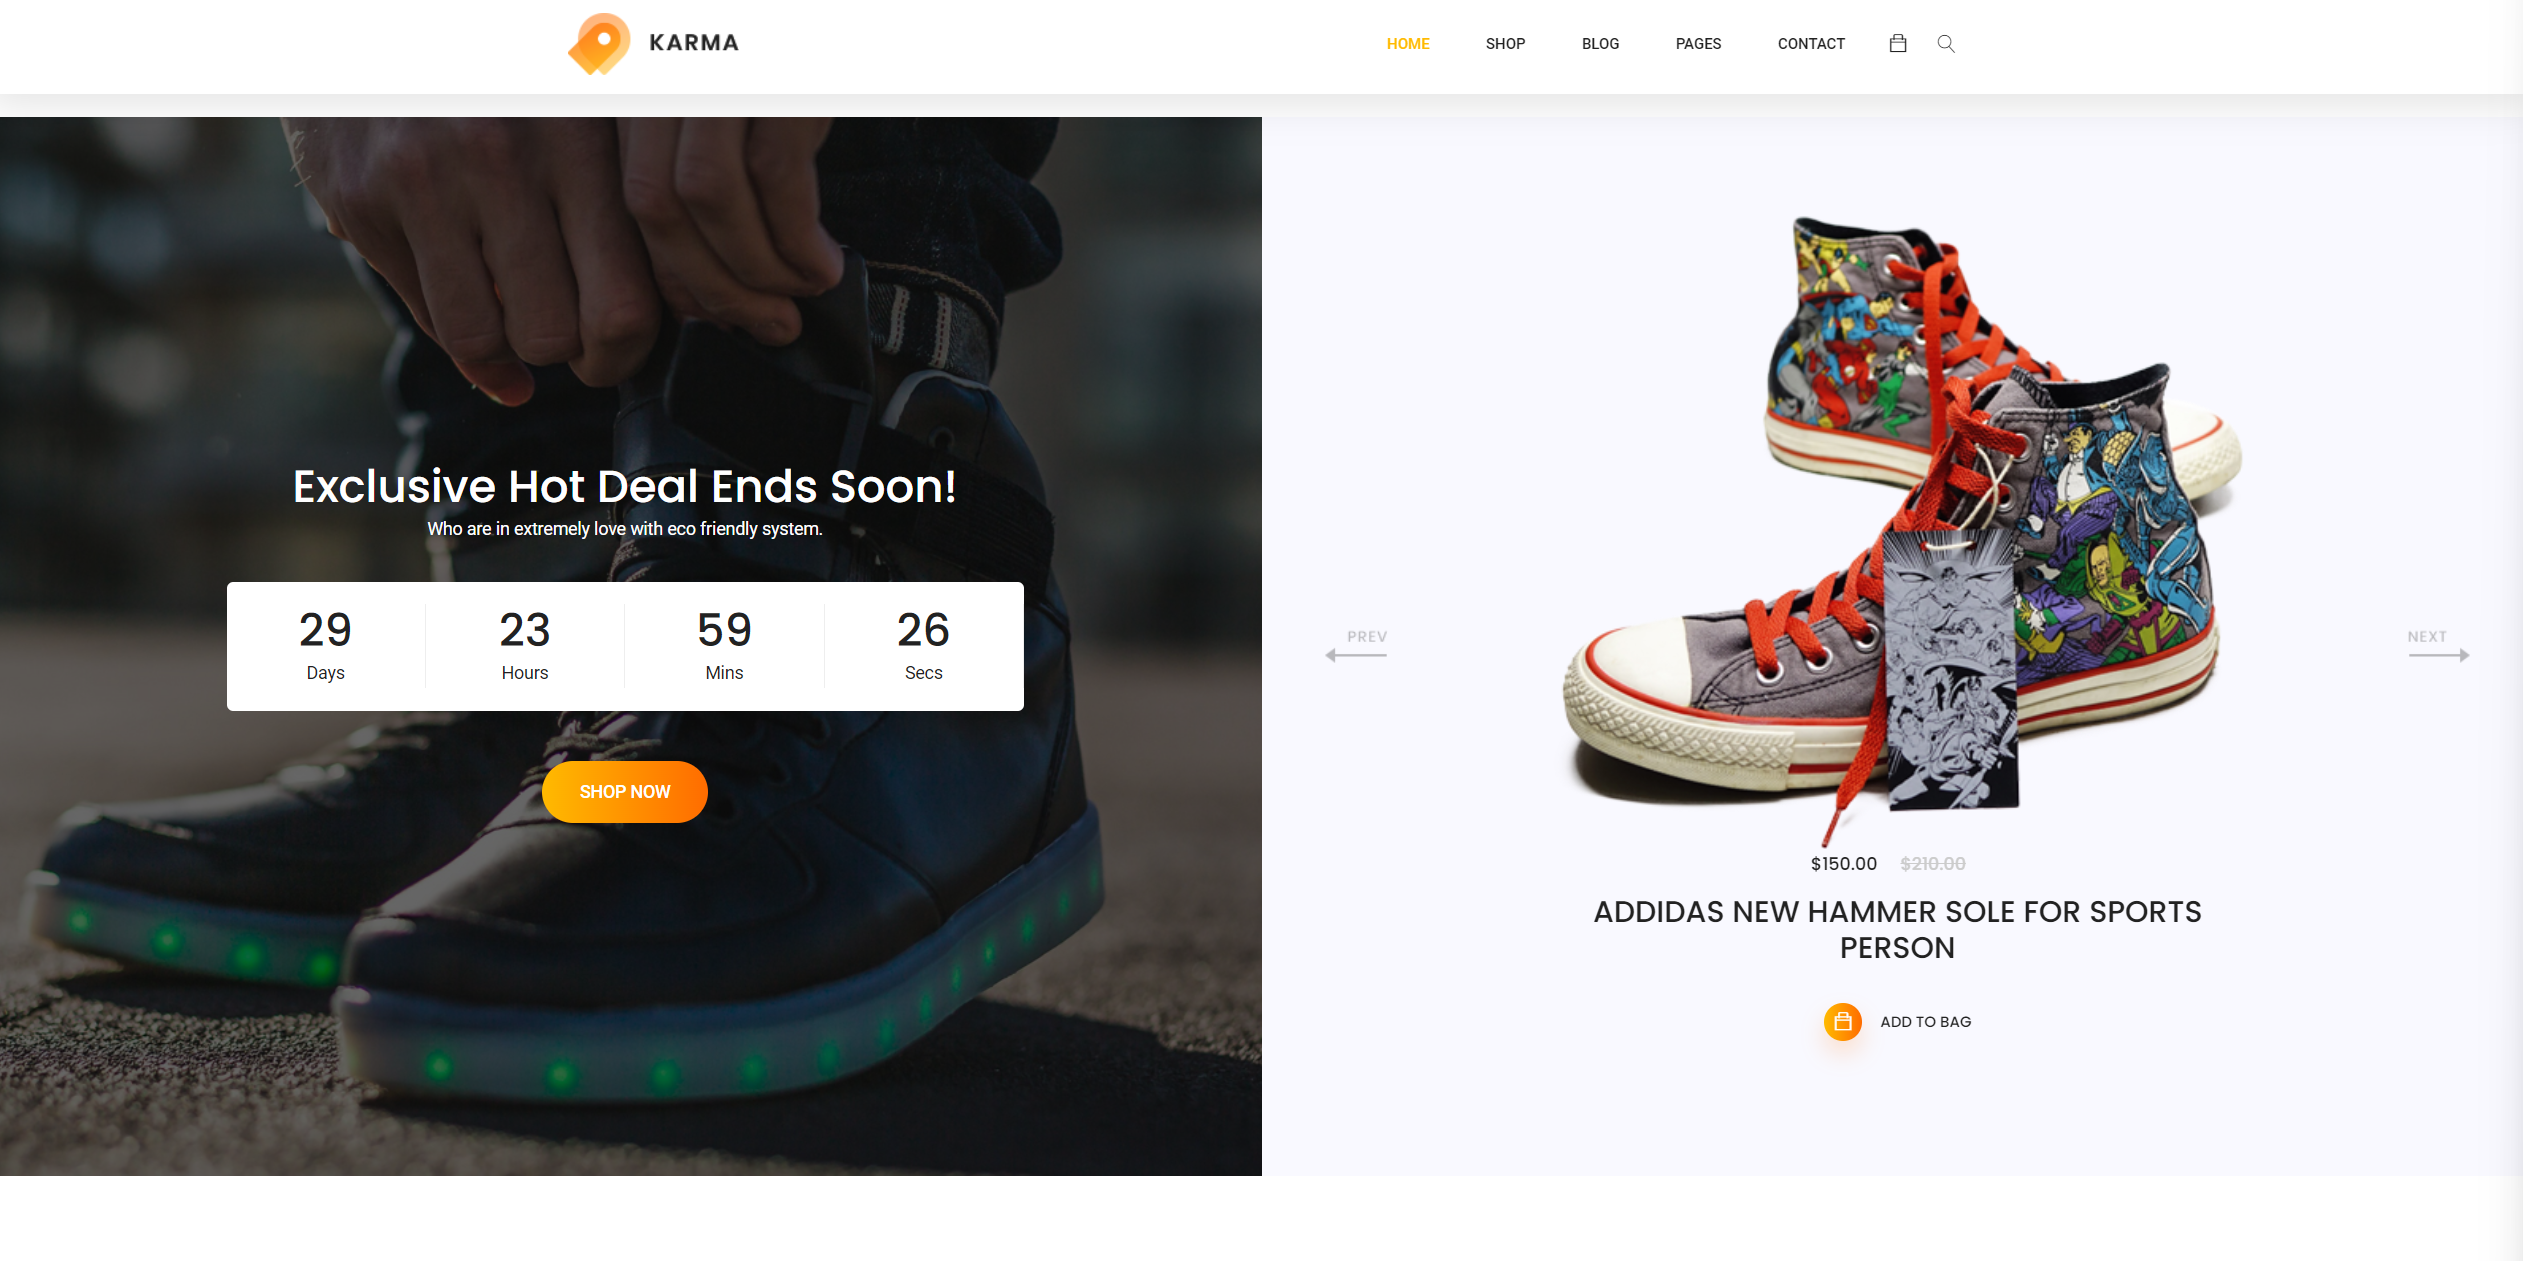 KARMA
HOME
SHOP
BLOG
PAGES
CONTACT
Exclusive Hot Deal Ends Soon!
Who are in extremely love with eco friendly system.
29
Days
23
Hours
59
Mins
26
Secs
SHOP NOW
PREV
NEXT
$150.00 $210.00
ADDIDAS NEW HAMMER SOLE FOR SPORTS
PERSON
ADD TO BAG